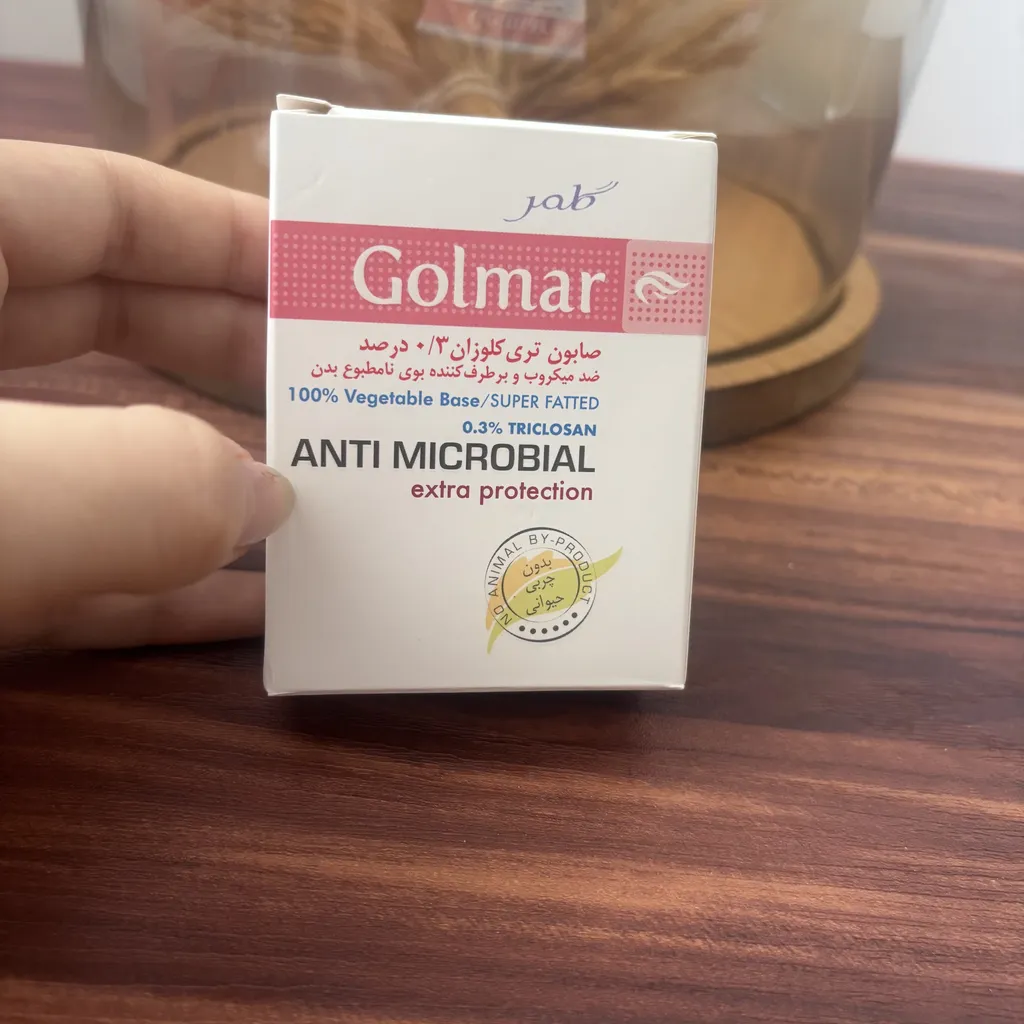 گلمر
Golmar
صابون تری‌کلوزان ۰/۳ درصد
ضد میکروب و برطرف‌کننده بوی نامطبوع بدن
100% Vegetable Base/SUPER FATTED
0.3% TRICLOSAN
ANTI MICROBIAL
extra protection
NO ANIMAL BY-PRODUCT
بدون
چربی
حیوانی